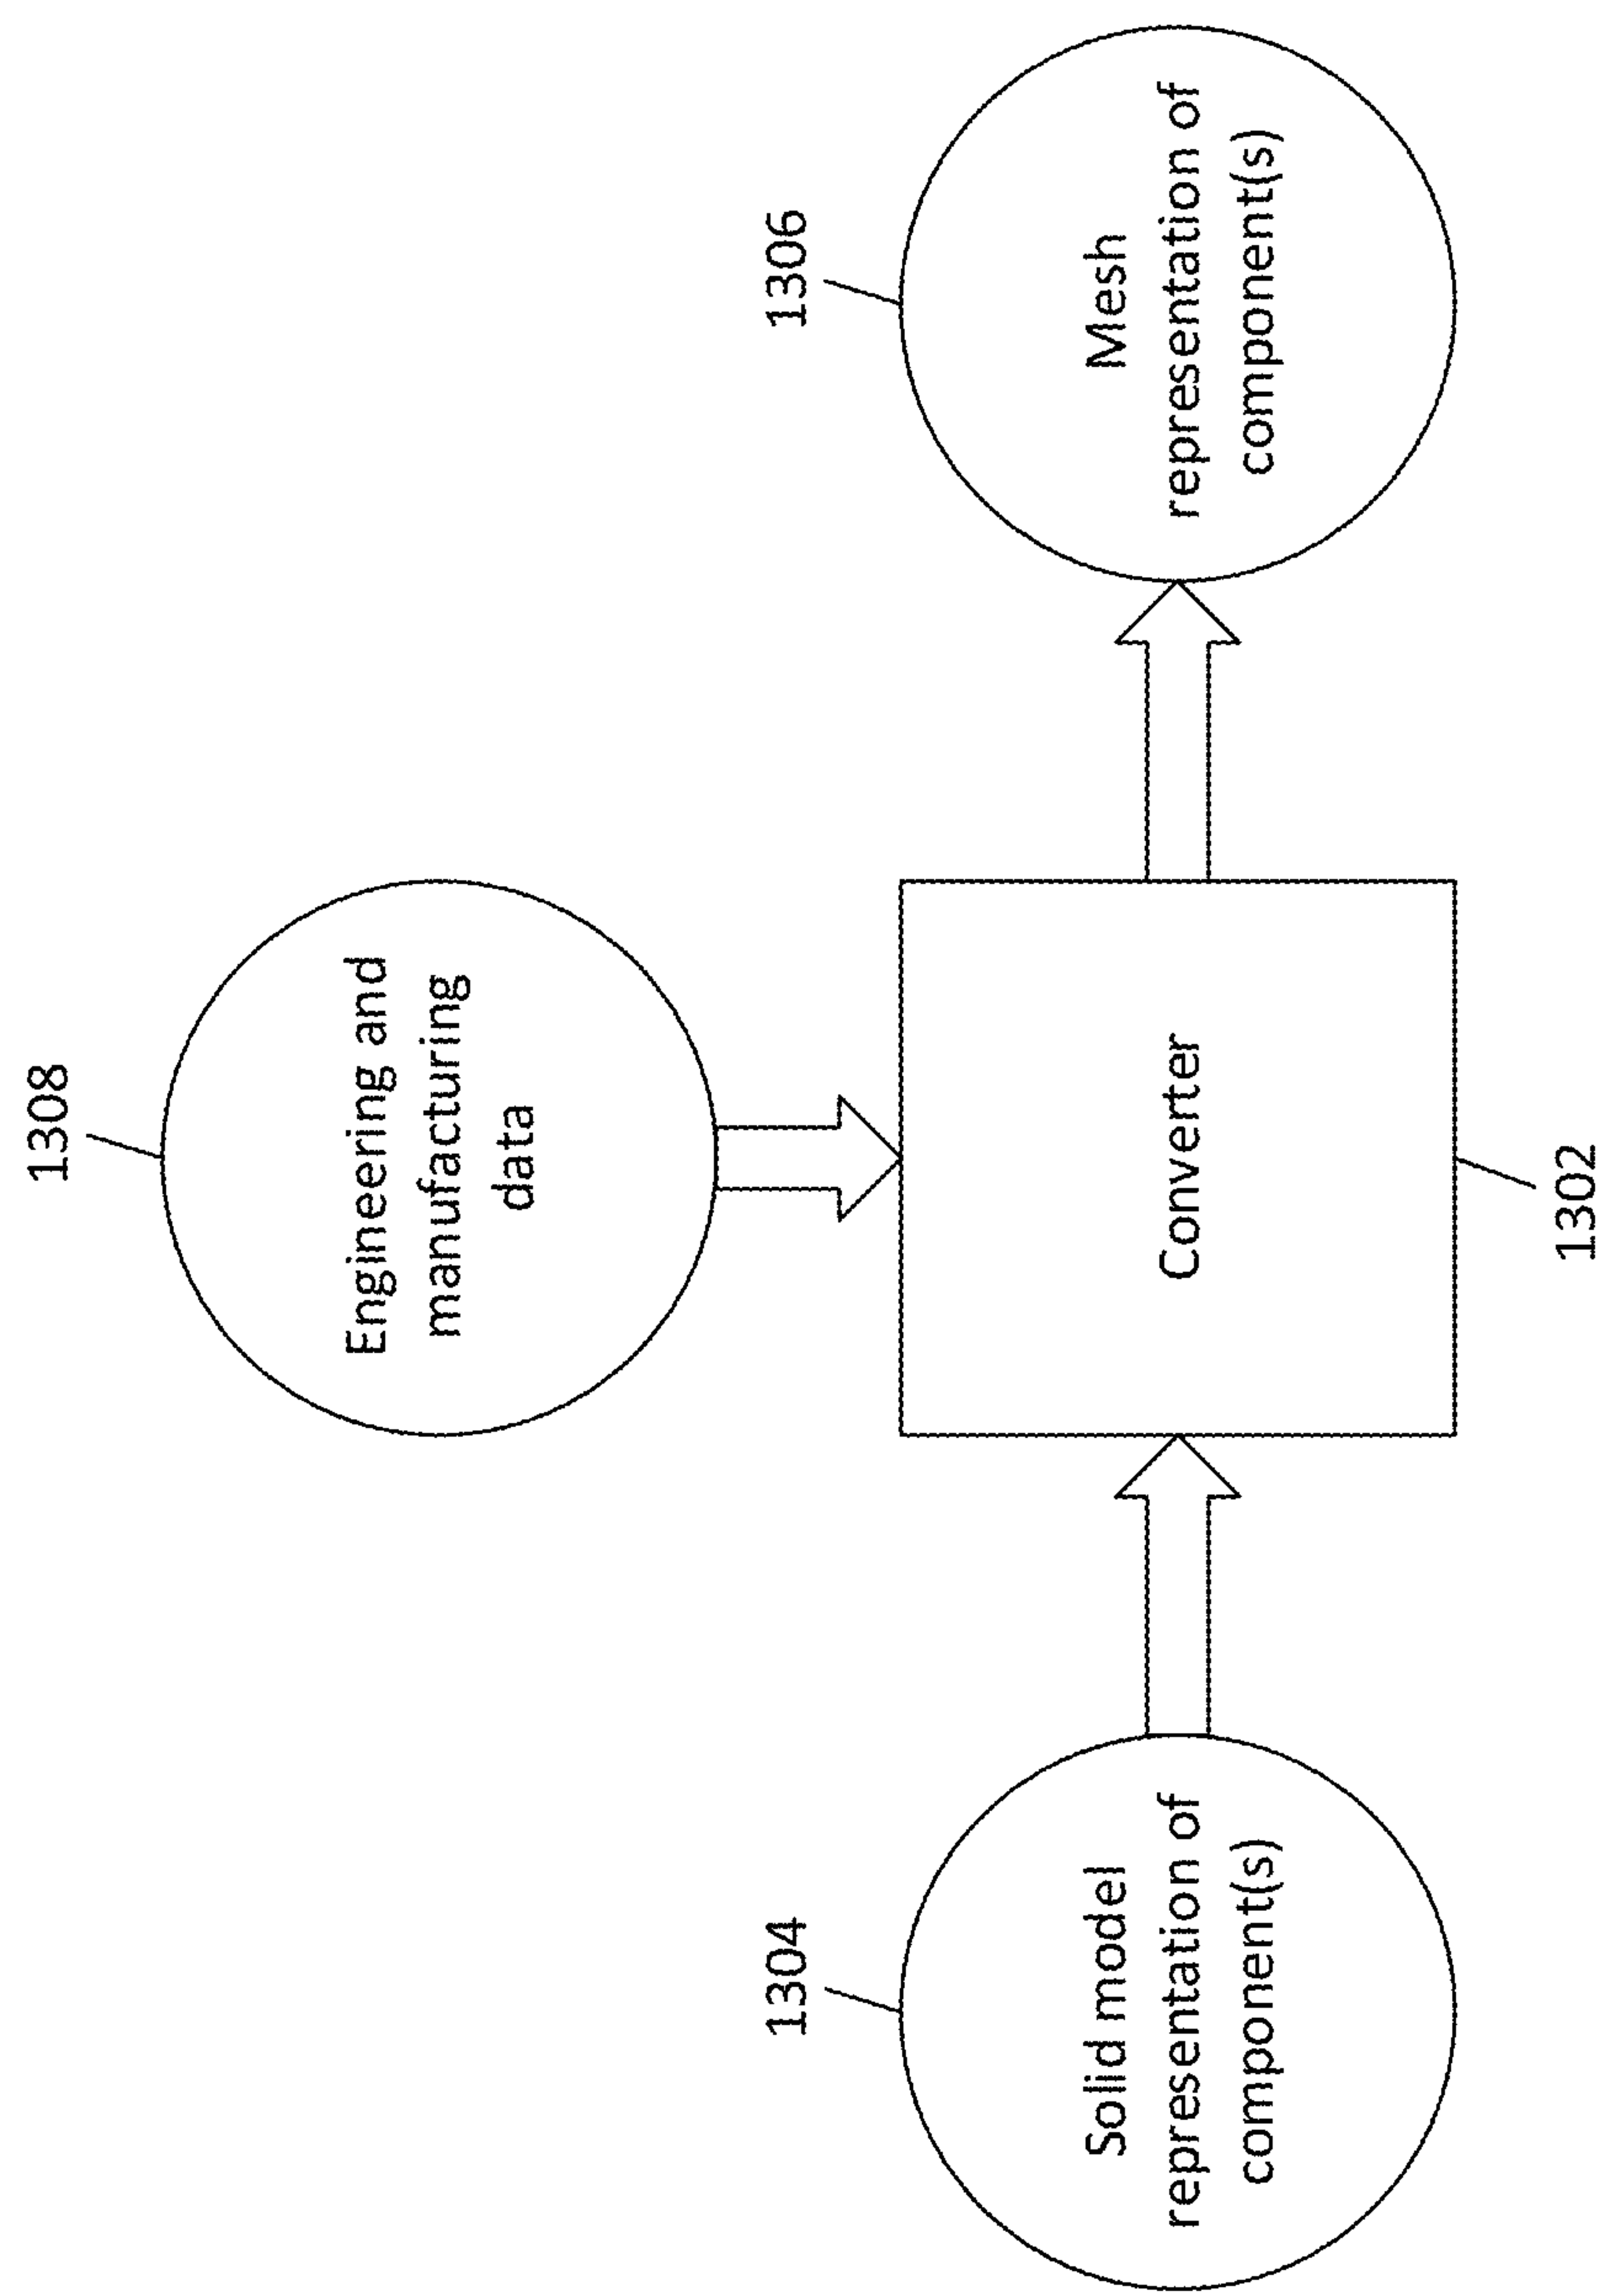 1308
Engineering and
manufacturing
data
1304
Solid model
representation of
component(s)
Converter
1302
1306
Mesh
representation of
component(s)